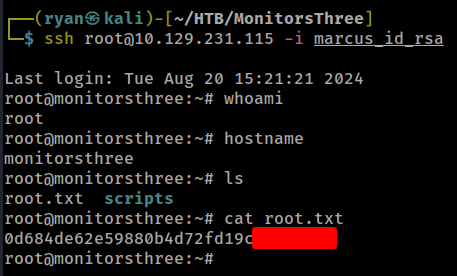 ┌──(ryan㉿kali)-[~/HTB/MonitorsThree]
└─$ ssh root@10.129.231.115 -i marcus_id_rsa
Last login: Tue Aug 20 15:21:21 2024
root@monitorsthree:~# whoami
root
root@monitorsthree:~# hostname
monitorsthree
root@monitorsthree:~# ls
root.txt  scripts
root@monitorsthree:~# cat root.txt
0d684de62e59880b4d72fd19c
root@monitorsthree:~#